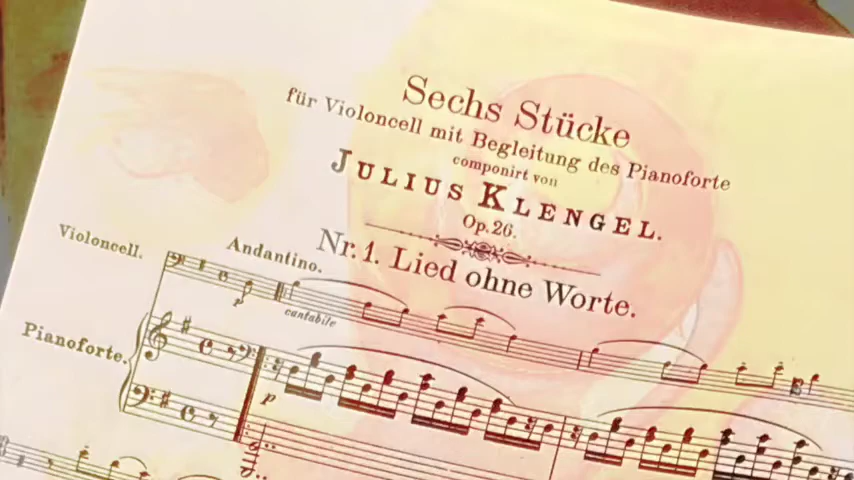 Sechs Stücke
für Violoncell mit Begleitung des Pianoforte
componirt von
JULIUS KLENGEL.
Op. 26.
Nr. 1. Lied ohne Worte.
Andantino.
Violoncell.
p
cantabile
Pianoforte.
p